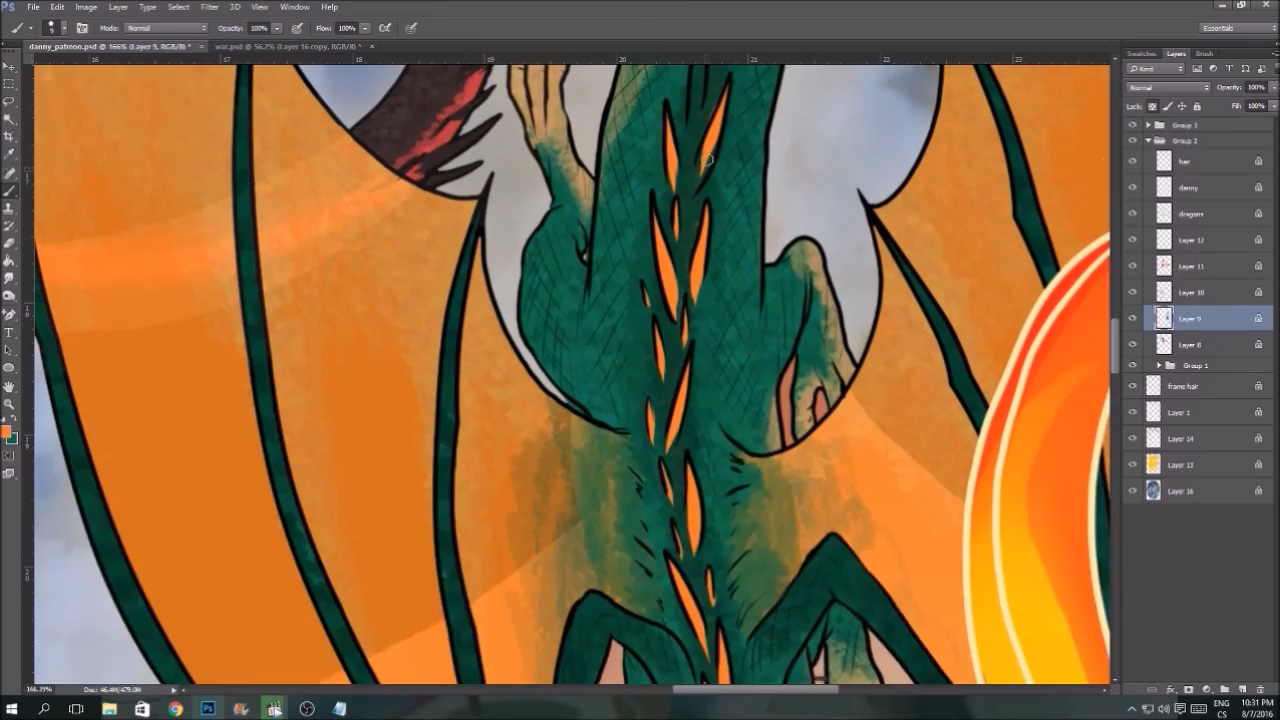 Ps File Edit Image Layer Type Select Filter 3D View Window Help
9 Mode: Normal Opacity: 100% Flow: 100% Essentials
danny_patreon.psd @ 166% (Layer 9, RGB/8) * × war.psd @ 56.2% (Layer 16 copy, RGB/8) * ×
16 17 18 19 20 21 22 23
Swatches Layers Brush
Kind
Normal Opacity: 100%
Lock: Fill: 100%
Group 3
Group 2
hair
danny
dragons
Layer 12
Layer 11
Layer 10
Layer 9
Layer 8
Group 1
frame hair
Layer 1
Layer 14
Layer 13
Layer 16
166.39% Doc: 46.4M/479.0M
ENG 10:31 PM
CS 8/7/2016